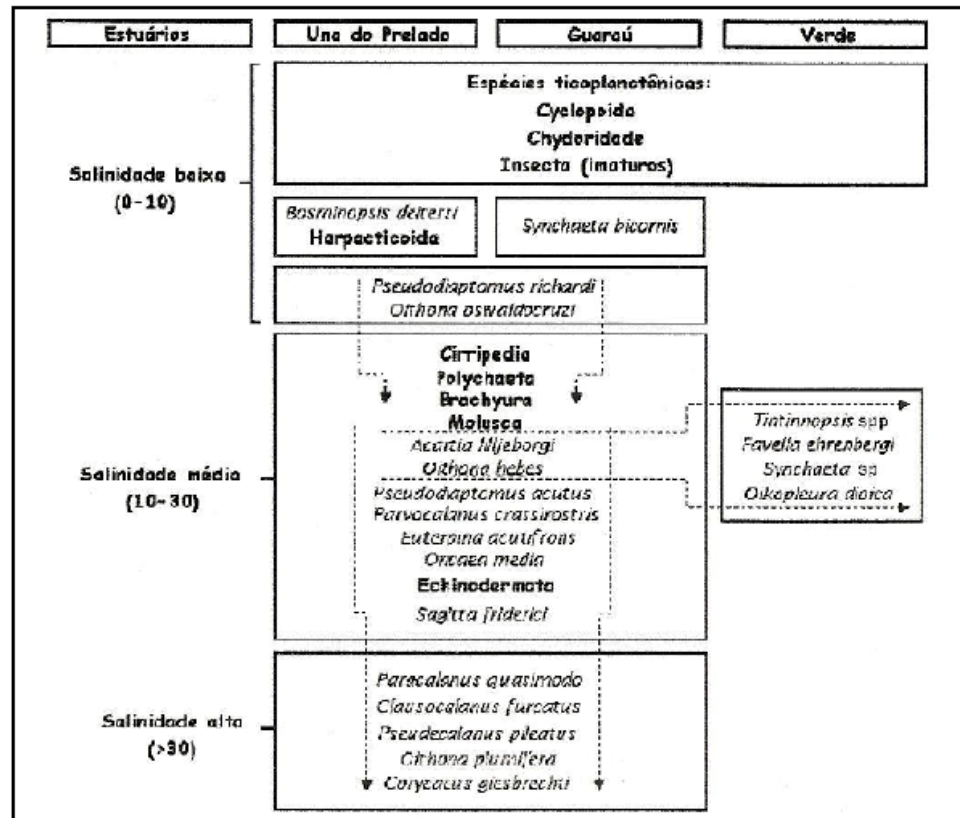 Estuários
Una do Prelado
Guaraú
Verde
Espécies ticoplanctônicas:
Cyclopoida
Chydoridade
Insecta (imaturos)
Salinidade baixa
(0-10)
Bosminopsis deitersi
Harpacticoida
Synchaeta bicornis
Pseudodiaptomus richardi
Oithona oswaldocruzi
Cirripedia
Polychaeta
Brachyura
Molusca
Acartia lilljeborgi
Oithona hebes
Pseudodiaptomus acutus
Parvocalanus crassirostris
Euterpina acutifrons
Oncaea media
Echinodermata
Sagitta friderici
Salinidade média
(10-30)
Tintinnopsis spp
Favella ehrenbergi
Synchaeta sp
Oikopleura dioica
Salinidade alta
(>30)
Paracalanus quasimodo
Clausocalanus furcatus
Pseudecalanus pileatus
Oithona plumifera
Corycaeus giesbrechti